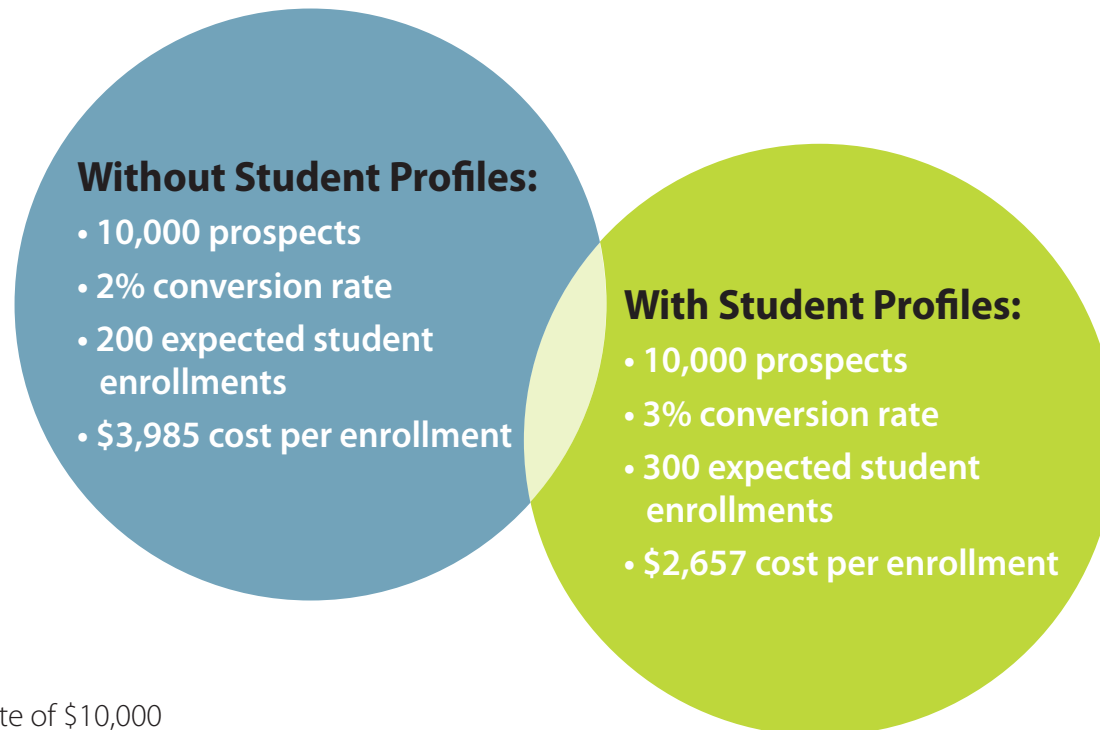 Without Student Profiles:
• 10,000 prospects
• 2% conversion rate
• 200 expected student
enrollments
• $3,985 cost per enrollment
With Student Profiles:
• 10,000 prospects
• 3% conversion rate
• 300 expected student
enrollments
• $2,657 cost per enrollment
of $10,000